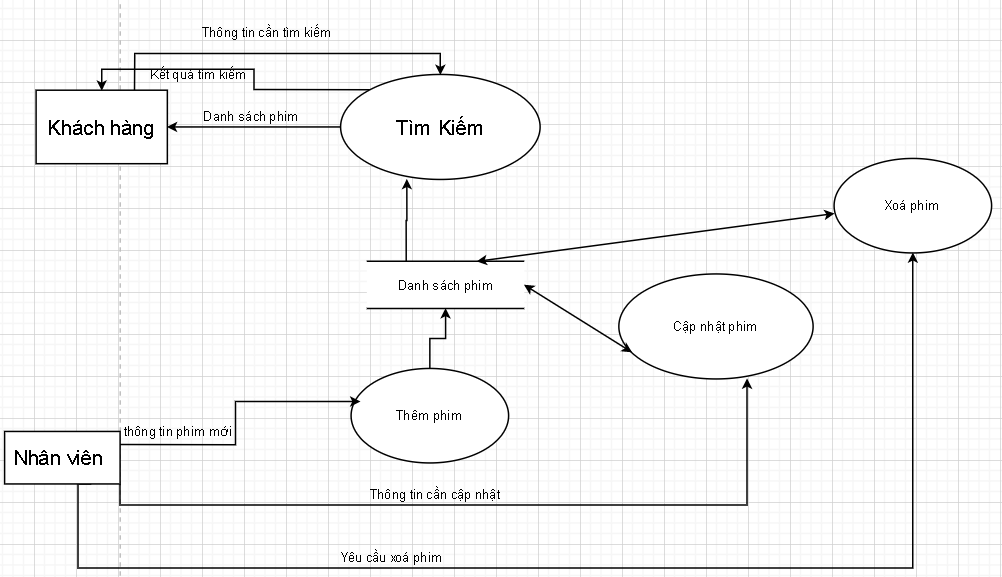 Thông tin cần tìm kiếm
Kết quả tìm kiếm
Danh sách phim
Khách hàng
Tìm Kiếm
Xoá phim
Danh sách phim
Cập nhật phim
Thêm phim
thông tin phim mới
Nhân viên
Thông tin cần cập nhật
Yêu cầu xoá phim